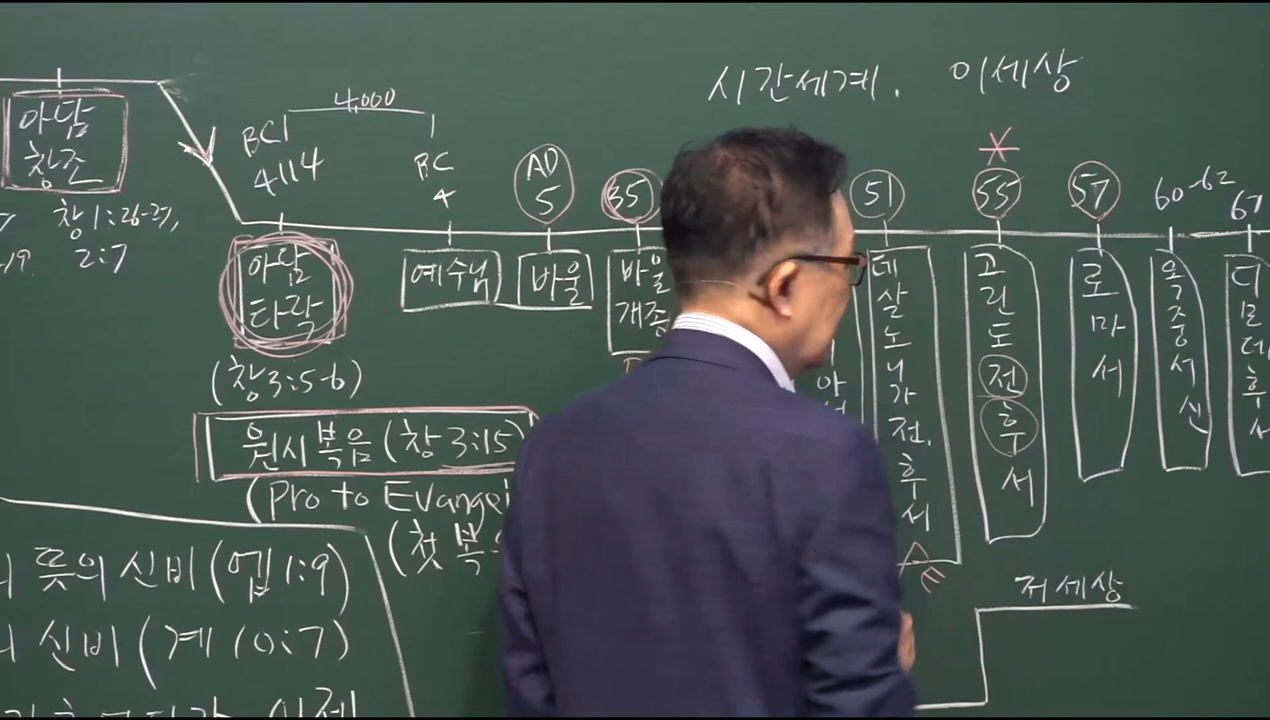 시간세계. 이세상
4,000
아담
창조
BC
4114
BC
4
AD
5
35
51
55
57
60-62
67
창1:26-27,
2:7
아담
타락
예수님
바울
바울
개종
데살노니가전.후서
고린도전후서
로마서
옥중서신
디모데후서
(창3:5-6)
원시복음(창3:15)
(Proto Evangel
(첫복
뜻의 신비(엡1:9)
신비(계10:7)
저세상